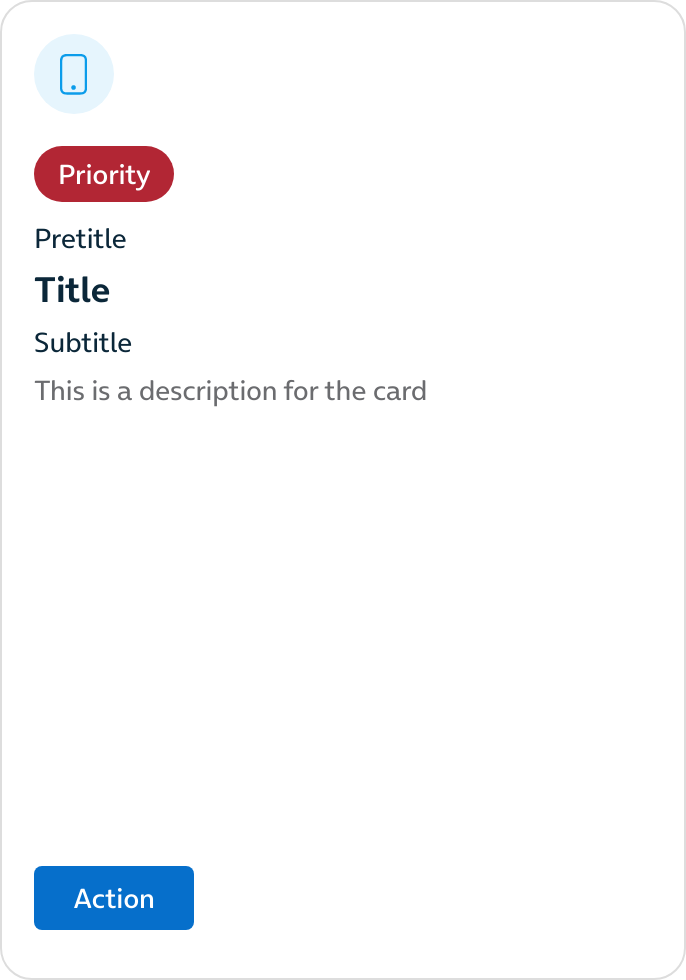 Priority
Pretitle
Title
Subtitle
This is a description for the card
Action